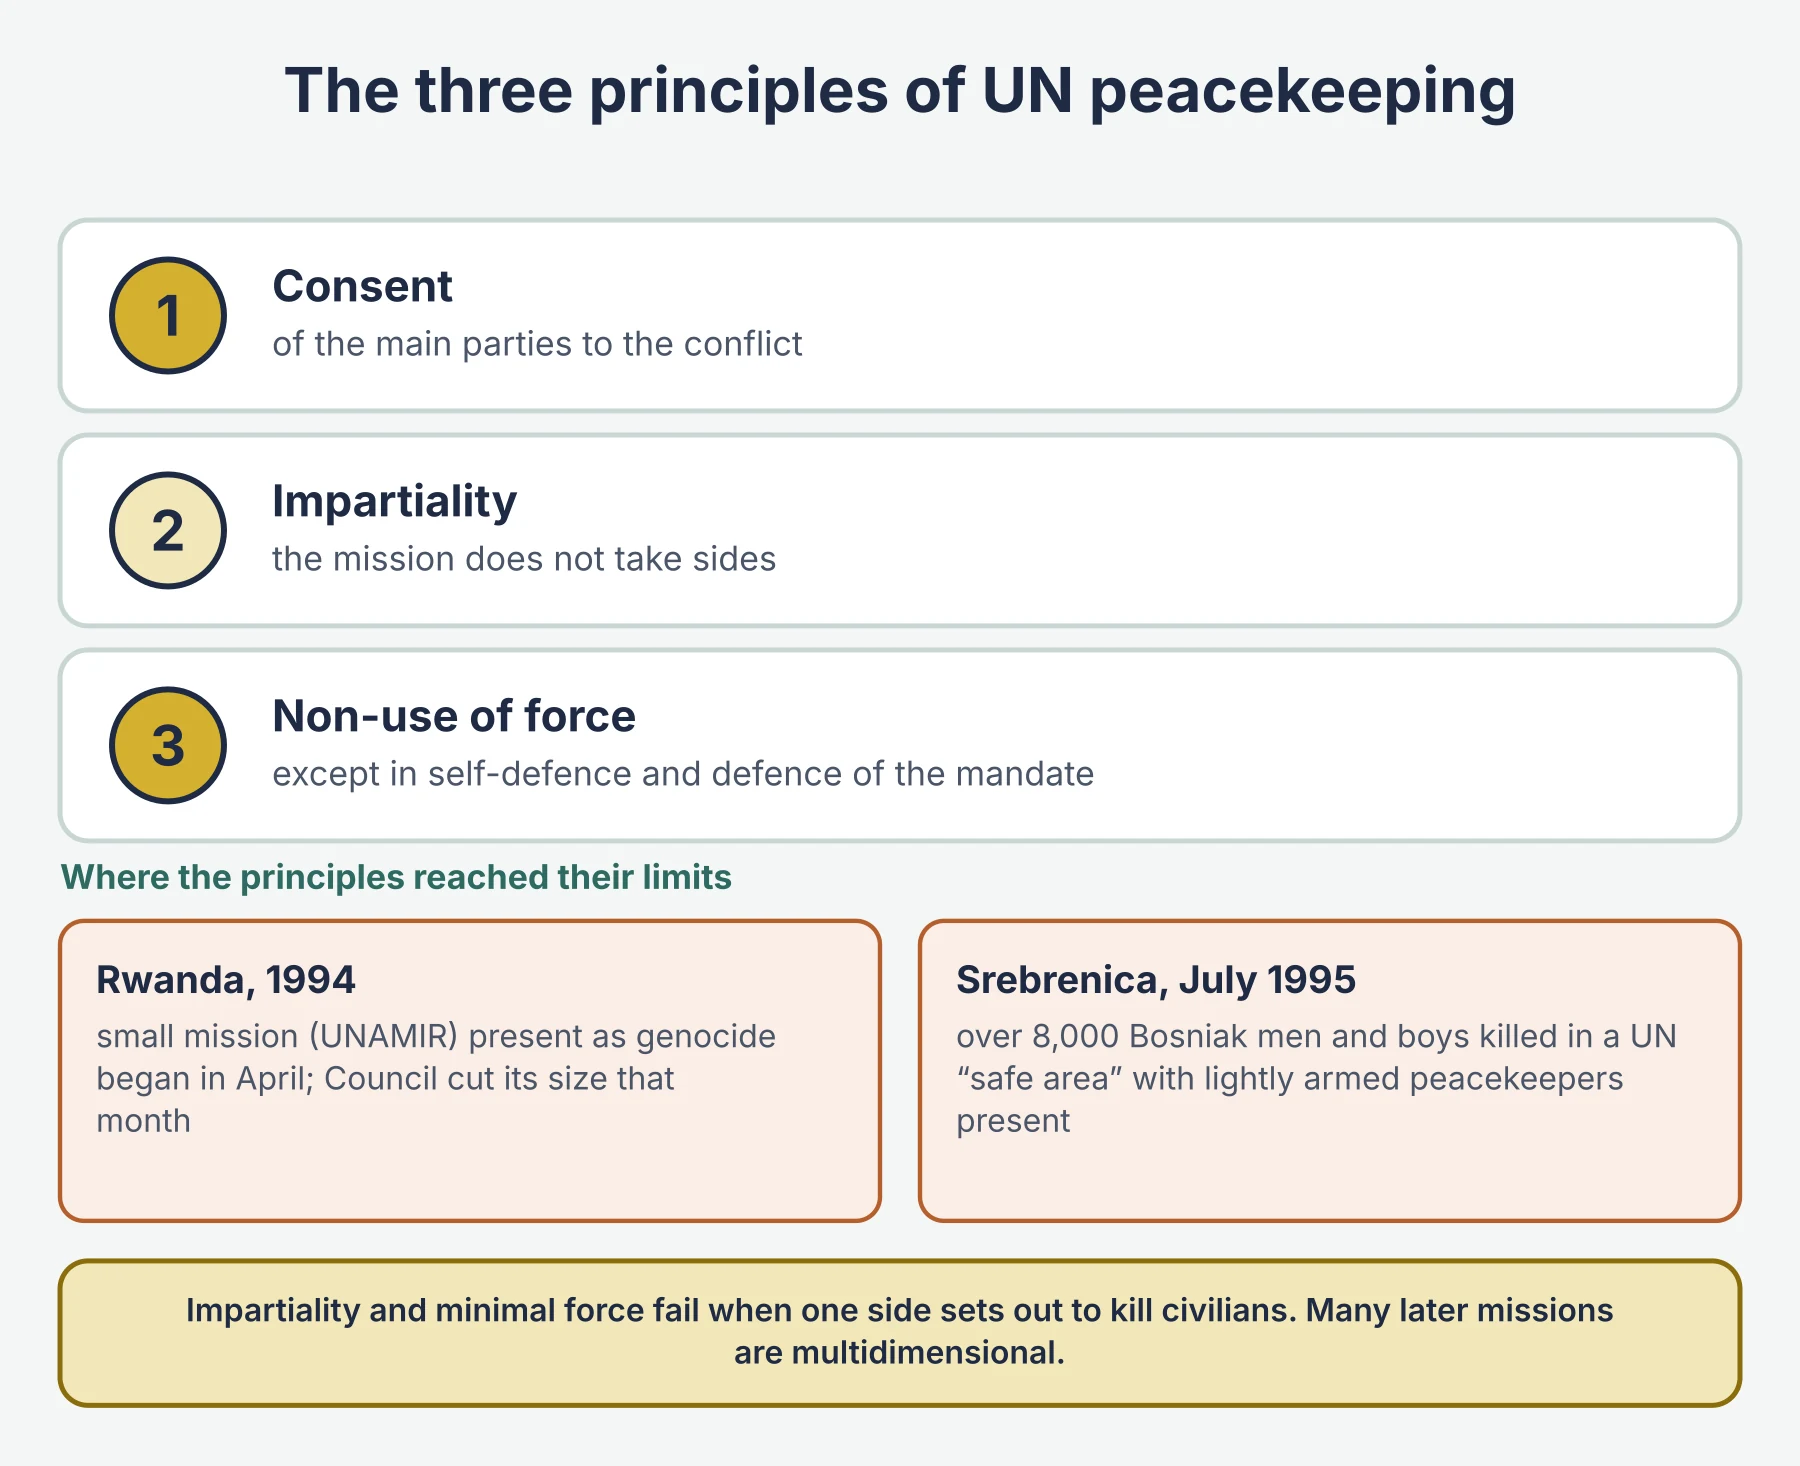 The three principles of UN peacekeeping
1
Consent
of the main parties to the conflict
2
Impartiality
the mission does not take sides
3
Non-use of force
except in self-defence and defence of the mandate
Where the principles reached their limits
Rwanda, 1994
small mission (UNAMIR) present as genocide
began in April; Council cut its size that
month
Srebrenica, July 1995
over 8,000 Bosniak men and boys killed in a UN
“safe area” with lightly armed peacekeepers
present
Impartiality and minimal force fail when one side sets out to kill civilians. Many later missions
are multidimensional.